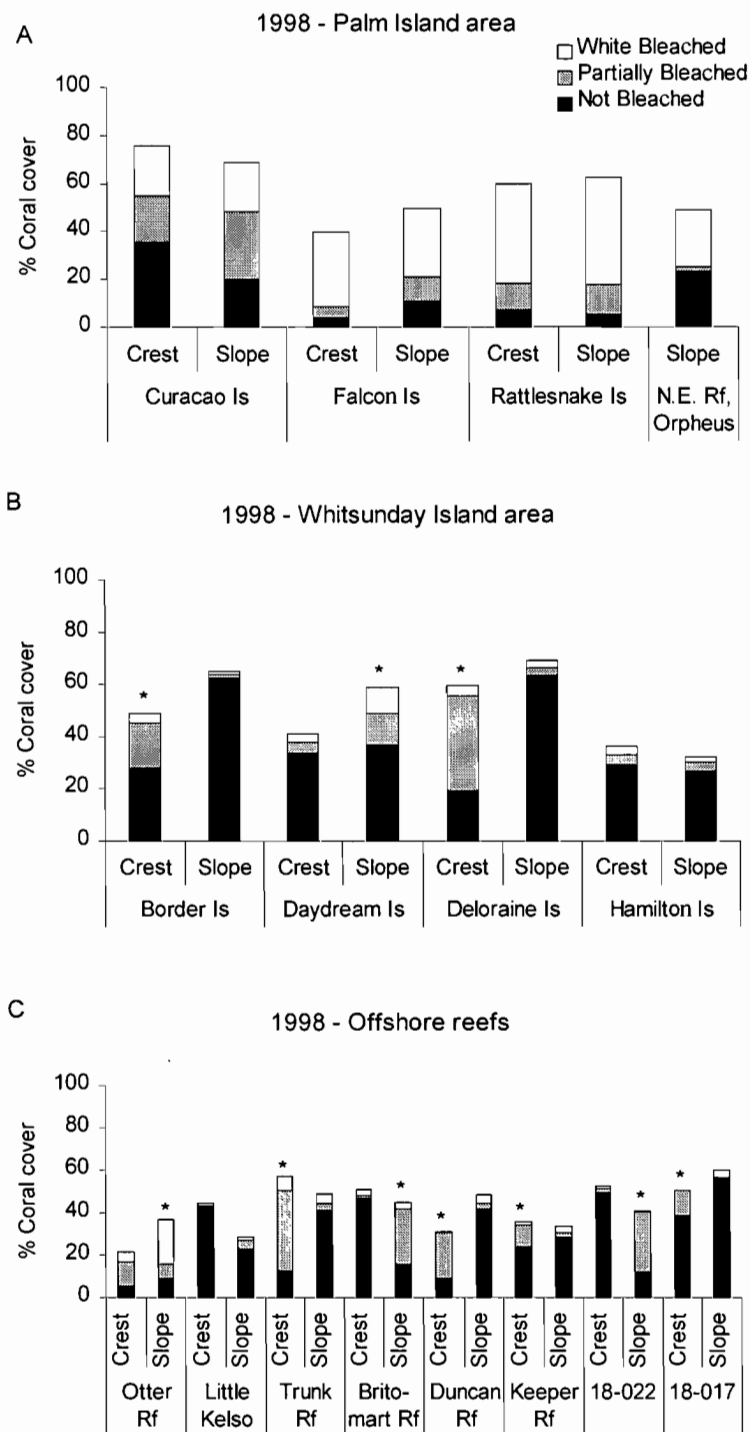 A
1998 - Palm Island area
White Bleached
Partially Bleached
Not Bleached
% Coral cover
100
80
60
40
20
0
Crest Slope Crest Slope Crest Slope Slope
Curacao Is Falcon Is Rattlesnake Is N.E. Rf,
Orpheus
B
1998 - Whitsunday Island area
% Coral cover
100
80
60
40
20
0
* * *
Crest Slope Crest Slope Crest Slope Crest Slope
Border Is Daydream Is Deloraine Is Hamilton Is
C
1998 - Offshore reefs
% Coral cover
100
80
60
40
20
0
* * * * * * *
Crest Slope Crest Slope Crest Slope Crest Slope Crest Slope Crest Slope Crest Slope Crest Slope
Otter Little Trunk Brito- Duncan Keeper 18-022 18-017
Rf Kelso Rf mart Rf Rf Rf